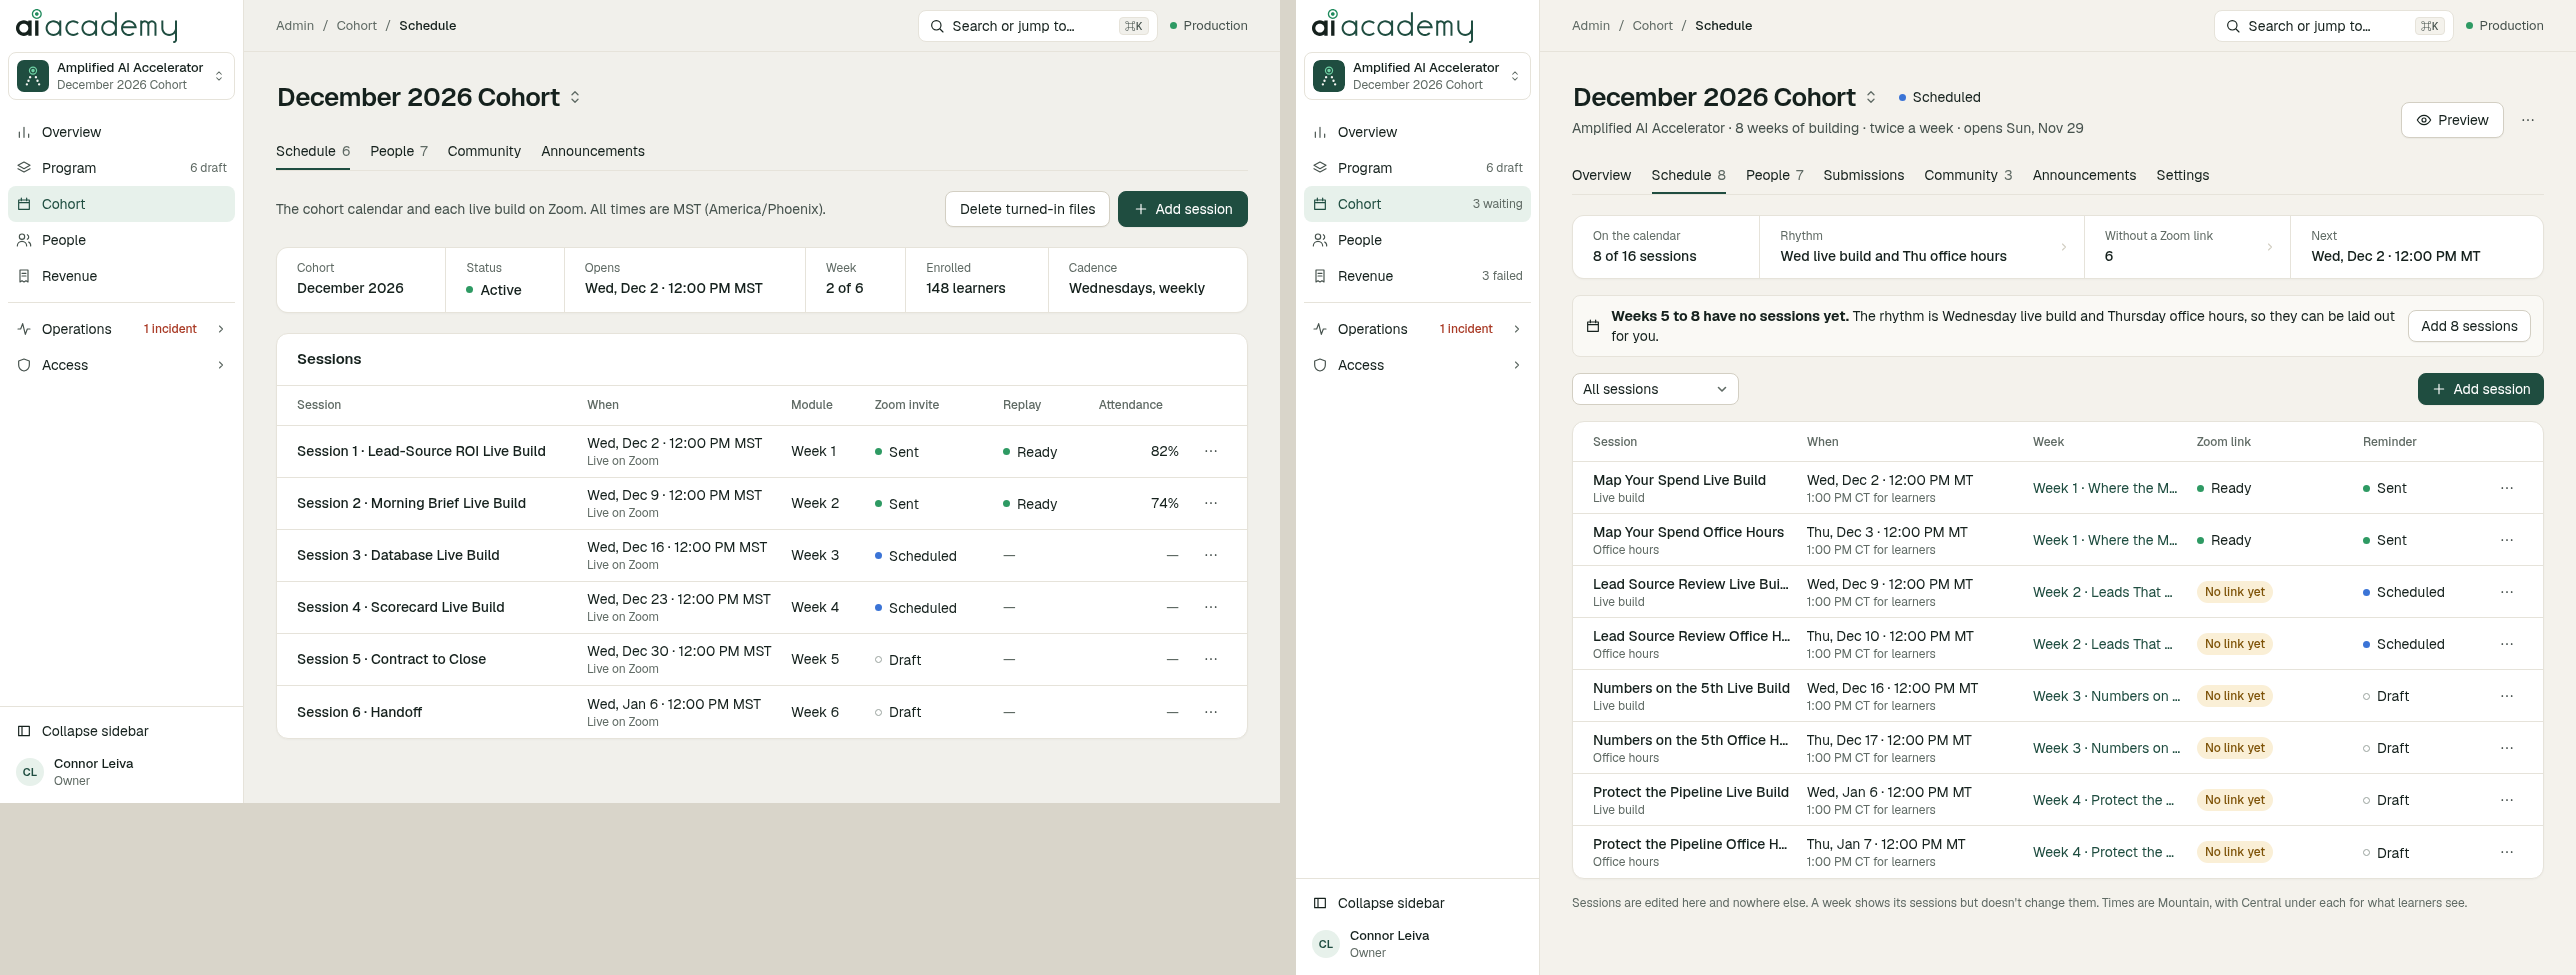 ai academy
Amplified AI Accelerator
December 2026 Cohort
Overview
Program 6 draft
Cohort
People
Revenue
Operations 1 incident
Access
Collapse sidebar
CL
Connor Leiva
Owner
Admin / Cohort / Schedule
Search or jump to... ⌘K
Production
December 2026 Cohort
Schedule 6 People 7 Community Announcements
The cohort calendar and each live build on Zoom. All times are MST (America/Phoenix).
Delete turned-in files
+ Add session
Cohort Status Opens Week Enrolled Cadence
December 2026 Active Wed, Dec 2 · 12:00 PM MST 2 of 6 148 learners Wednesdays, weekly
Sessions
Session When Module Zoom invite Replay Attendance
Session 1 · Lead-Source ROI Live Build Wed, Dec 2 · 12:00 PM MST Week 1 Sent Ready 82% ...
Live on Zoom
Session 2 · Morning Brief Live Build Wed, Dec 9 · 12:00 PM MST Week 2 Sent Ready 74% ...
Live on Zoom
Session 3 · Database Live Build Wed, Dec 16 · 12:00 PM MST Week 3 Scheduled — — ...
Live on Zoom
Session 4 · Scorecard Live Build Wed, Dec 23 · 12:00 PM MST Week 4 Scheduled — — ...
Live on Zoom
Session 5 · Contract to Close Wed, Dec 30 · 12:00 PM MST Week 5 Draft — — ...
Live on Zoom
Session 6 · Handoff Wed, Jan 6 · 12:00 PM MST Week 6 Draft — — ...
Live on Zoom
ai academy
Amplified AI Accelerator
December 2026 Cohort
Overview
Program 6 draft
Cohort 3 waiting
People
Revenue 3 failed
Operations 1 incident
Access
Collapse sidebar
CL
Connor Leiva
Owner
Admin / Cohort / Schedule
Search or jump to... ⌘K
Production
December 2026 Cohort Scheduled
Amplified AI Accelerator · 8 weeks of building · twice a week · opens Sun, Nov 29
Preview ...
Overview Schedule 8 People 7 Submissions Community 3 Announcements Settings
On the calendar Rhythm Without a Zoom link Next
8 of 16 sessions Wed live build and Thu office hours 6 Wed, Dec 2 · 12:00 PM MT
Weeks 5 to 8 have no sessions yet. The rhythm is Wednesday live build and Thursday office hours, so they can be laid out
for you.
Add 8 sessions
All sessions
+ Add session
Session When Week Zoom link Reminder
Map Your Spend Live Build Wed, Dec 2 · 12:00 PM MT Week 1 · Where the M... Ready Sent ...
Live build 1:00 PM CT for learners
Map Your Spend Office Hours Thu, Dec 3 · 12:00 PM MT Week 1 · Where the M... Ready Sent ...
Office hours 1:00 PM CT for learners
Lead Source Review Live Bui... Wed, Dec 9 · 12:00 PM MT Week 2 · Leads That ... No link yet Scheduled ...
Live build 1:00 PM CT for learners
Lead Source Review Office H... Thu, Dec 10 · 12:00 PM MT Week 2 · Leads That ... No link yet Scheduled ...
Office hours 1:00 PM CT for learners
Numbers on the 5th Live Build Wed, Dec 16 · 12:00 PM MT Week 3 · Numbers on ... No link yet Draft ...
Live build 1:00 PM CT for learners
Numbers on the 5th Office H... Thu, Dec 17 · 12:00 PM MT Week 3 · Numbers on ... No link yet Draft ...
Office hours 1:00 PM CT for learners
Protect the Pipeline Live Build Wed, Jan 6 · 12:00 PM MT Week 4 · Protect the ... No link yet Draft ...
Live build 1:00 PM CT for learners
Protect the Pipeline Office H... Thu, Jan 7 · 12:00 PM MT Week 4 · Protect the ... No link yet Draft ...
Office hours 1:00 PM CT for learners
Sessions are edited here and nowhere else. A week shows its sessions but doesn't change them. Times are Mountain, with Central under each for what learners see.